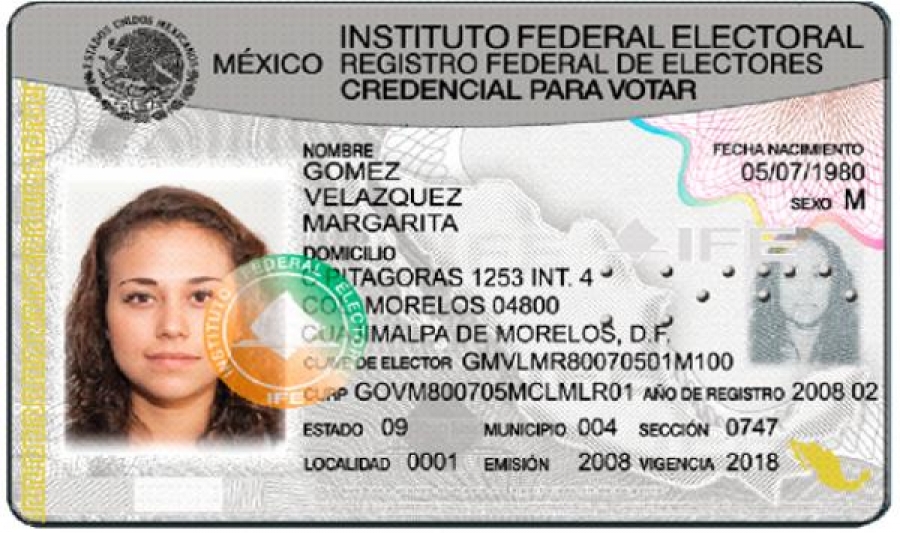 ESTADOS UNIDOS MEXICANOS
MÉXICO
INSTITUTO FEDERAL ELECTORAL
REGISTRO FEDERAL DE ELECTORES
CREDENCIAL PARA VOTAR
NOMBRE
GOMEZ
VELAZQUEZ
MARGARITA
FECHA NACIMIENTO
05/07/1980
SEXO M
DOMICILIO
PITAGORAS 1253 INT. 4
MORELOS 04800
CUAJIMALPA DE MORELOS, D.F.
CLAVE DE ELECTOR GMVLMR80070501M100
CURP GOVM800705MCLMLR01 AÑO DE REGISTRO 2008 02
ESTADO 09 MUNICIPIO 004 SECCIÓN 0747
LOCALIDAD 0001 EMISIÓN 2008 VIGENCIA 2018
INSTITUTO FEDERAL ELECTORAL
IFE
IFE